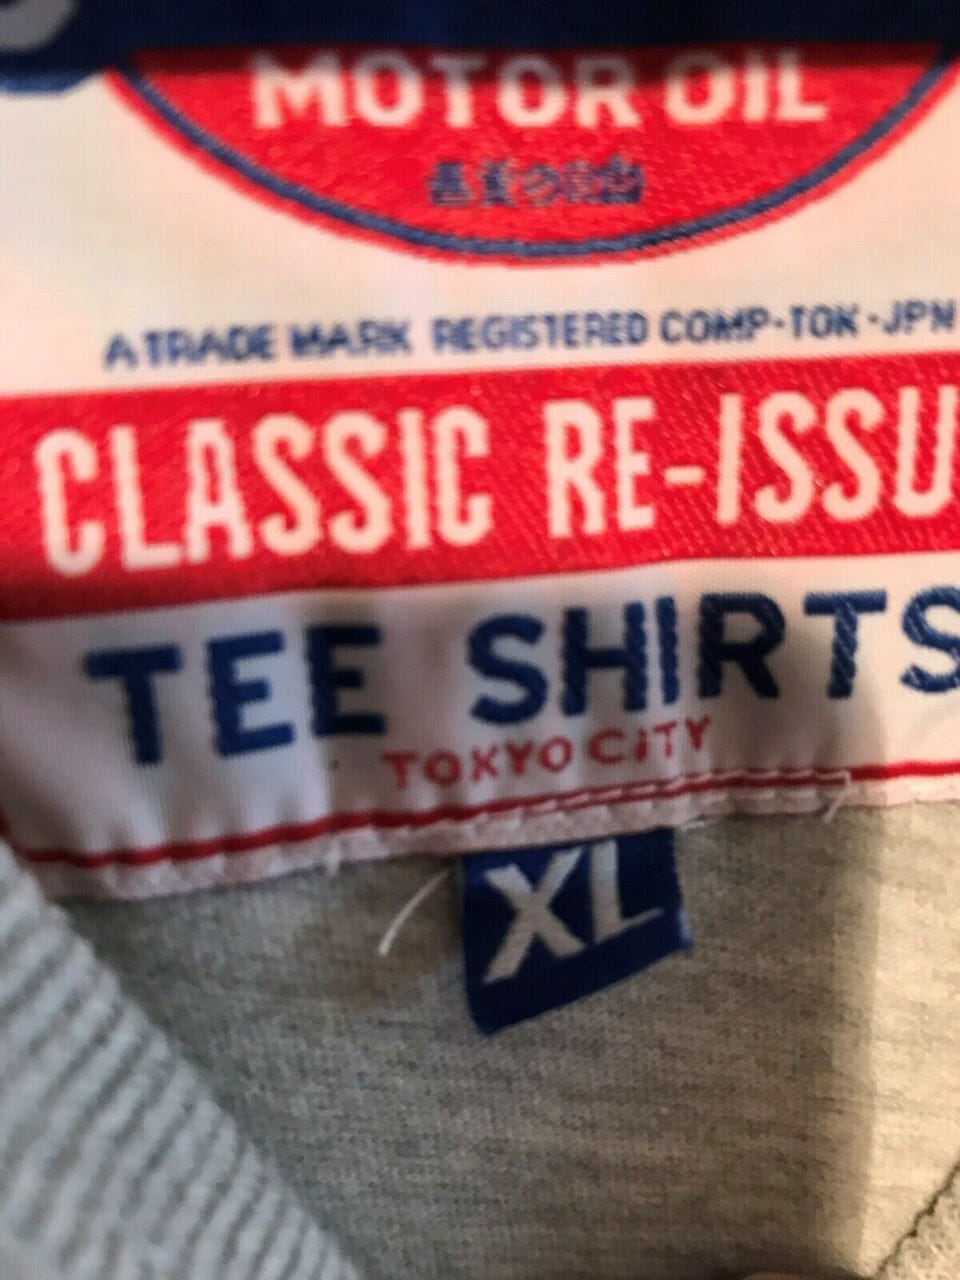 MOTOR OIL
A TRADE MARK REGISTERED COMP-TOK-JPN
CLASSIC RE-ISSU
TEE SHIRTS
TOKYO CITY
XL